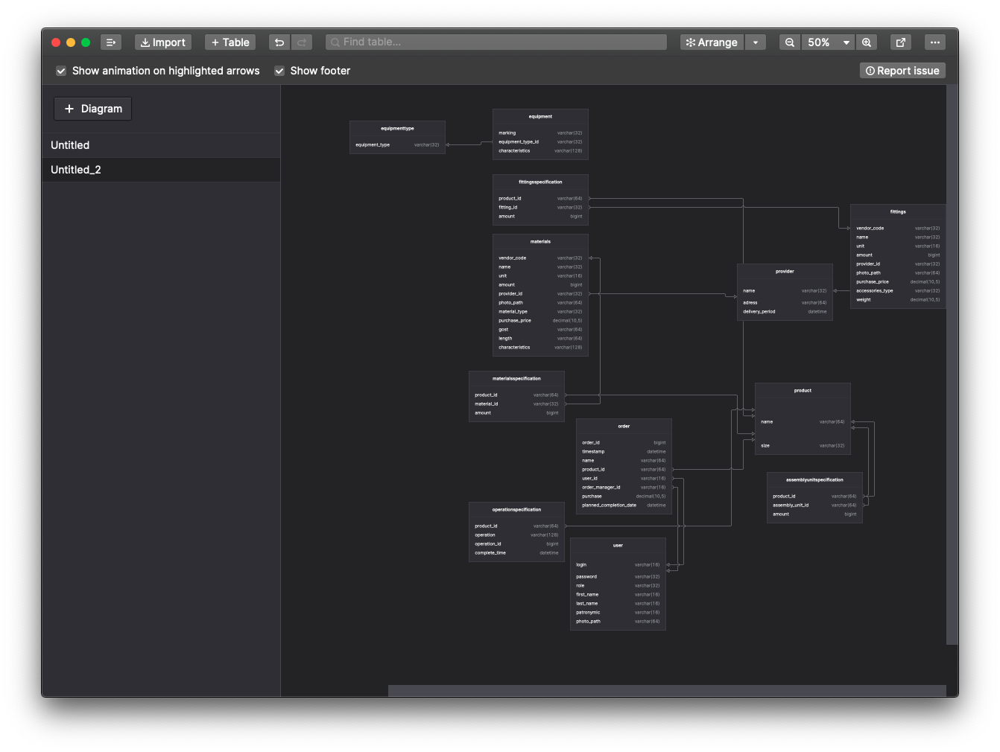 Import
+ Table
Find table...
Arrange
50%
Show animation on highlighted arrows
Show footer
Report issue
+ Diagram
Untitled
Untitled_2
equipmenttype
equipment_type varchar(32)
equipment
marking varchar(32)
equipment_type_id varchar(32)
characteristics varchar(128)
fittingsspecification
product_id varchar(64)
fitting_id varchar(32)
amount bigint
fittings
vendor_code varchar(32)
name varchar(32)
unit varchar(16)
amount bigint
provider_id varchar(32)
photo_path varchar(64)
purchase_price decimal(10,5)
accessories_type varchar(32)
weight decimal(10,5)
materials
vendor_code varchar(32)
name varchar(32)
unit varchar(16)
amount bigint
provider_id varchar(32)
photo_path varchar(64)
material_type varchar(32)
purchase_price decimal(10,5)
gost varchar(64)
length varchar(64)
characteristics varchar(128)
provider
name varchar(32)
adress varchar(64)
delivery_period datetime
materialsspecification
product_id varchar(64)
material_id varchar(32)
amount bigint
product
name varchar(64)
size varchar(32)
order
order_id bigint
timestamp datetime
name varchar(64)
product_id varchar(64)
user_id varchar(16)
order_manager_id varchar(16)
purchase decimal(10,5)
planned_completion_date datetime
assemblyunitspecification
product_id varchar(64)
assembly_unit_id varchar(64)
amount bigint
operationspecification
product_id varchar(64)
operation varchar(128)
operation_id bigint
complete_time datetime
user
login varchar(16)
password varchar(32)
role varchar(32)
first_name varchar(16)
last_name varchar(16)
patronymic varchar(16)
photo_path varchar(64)